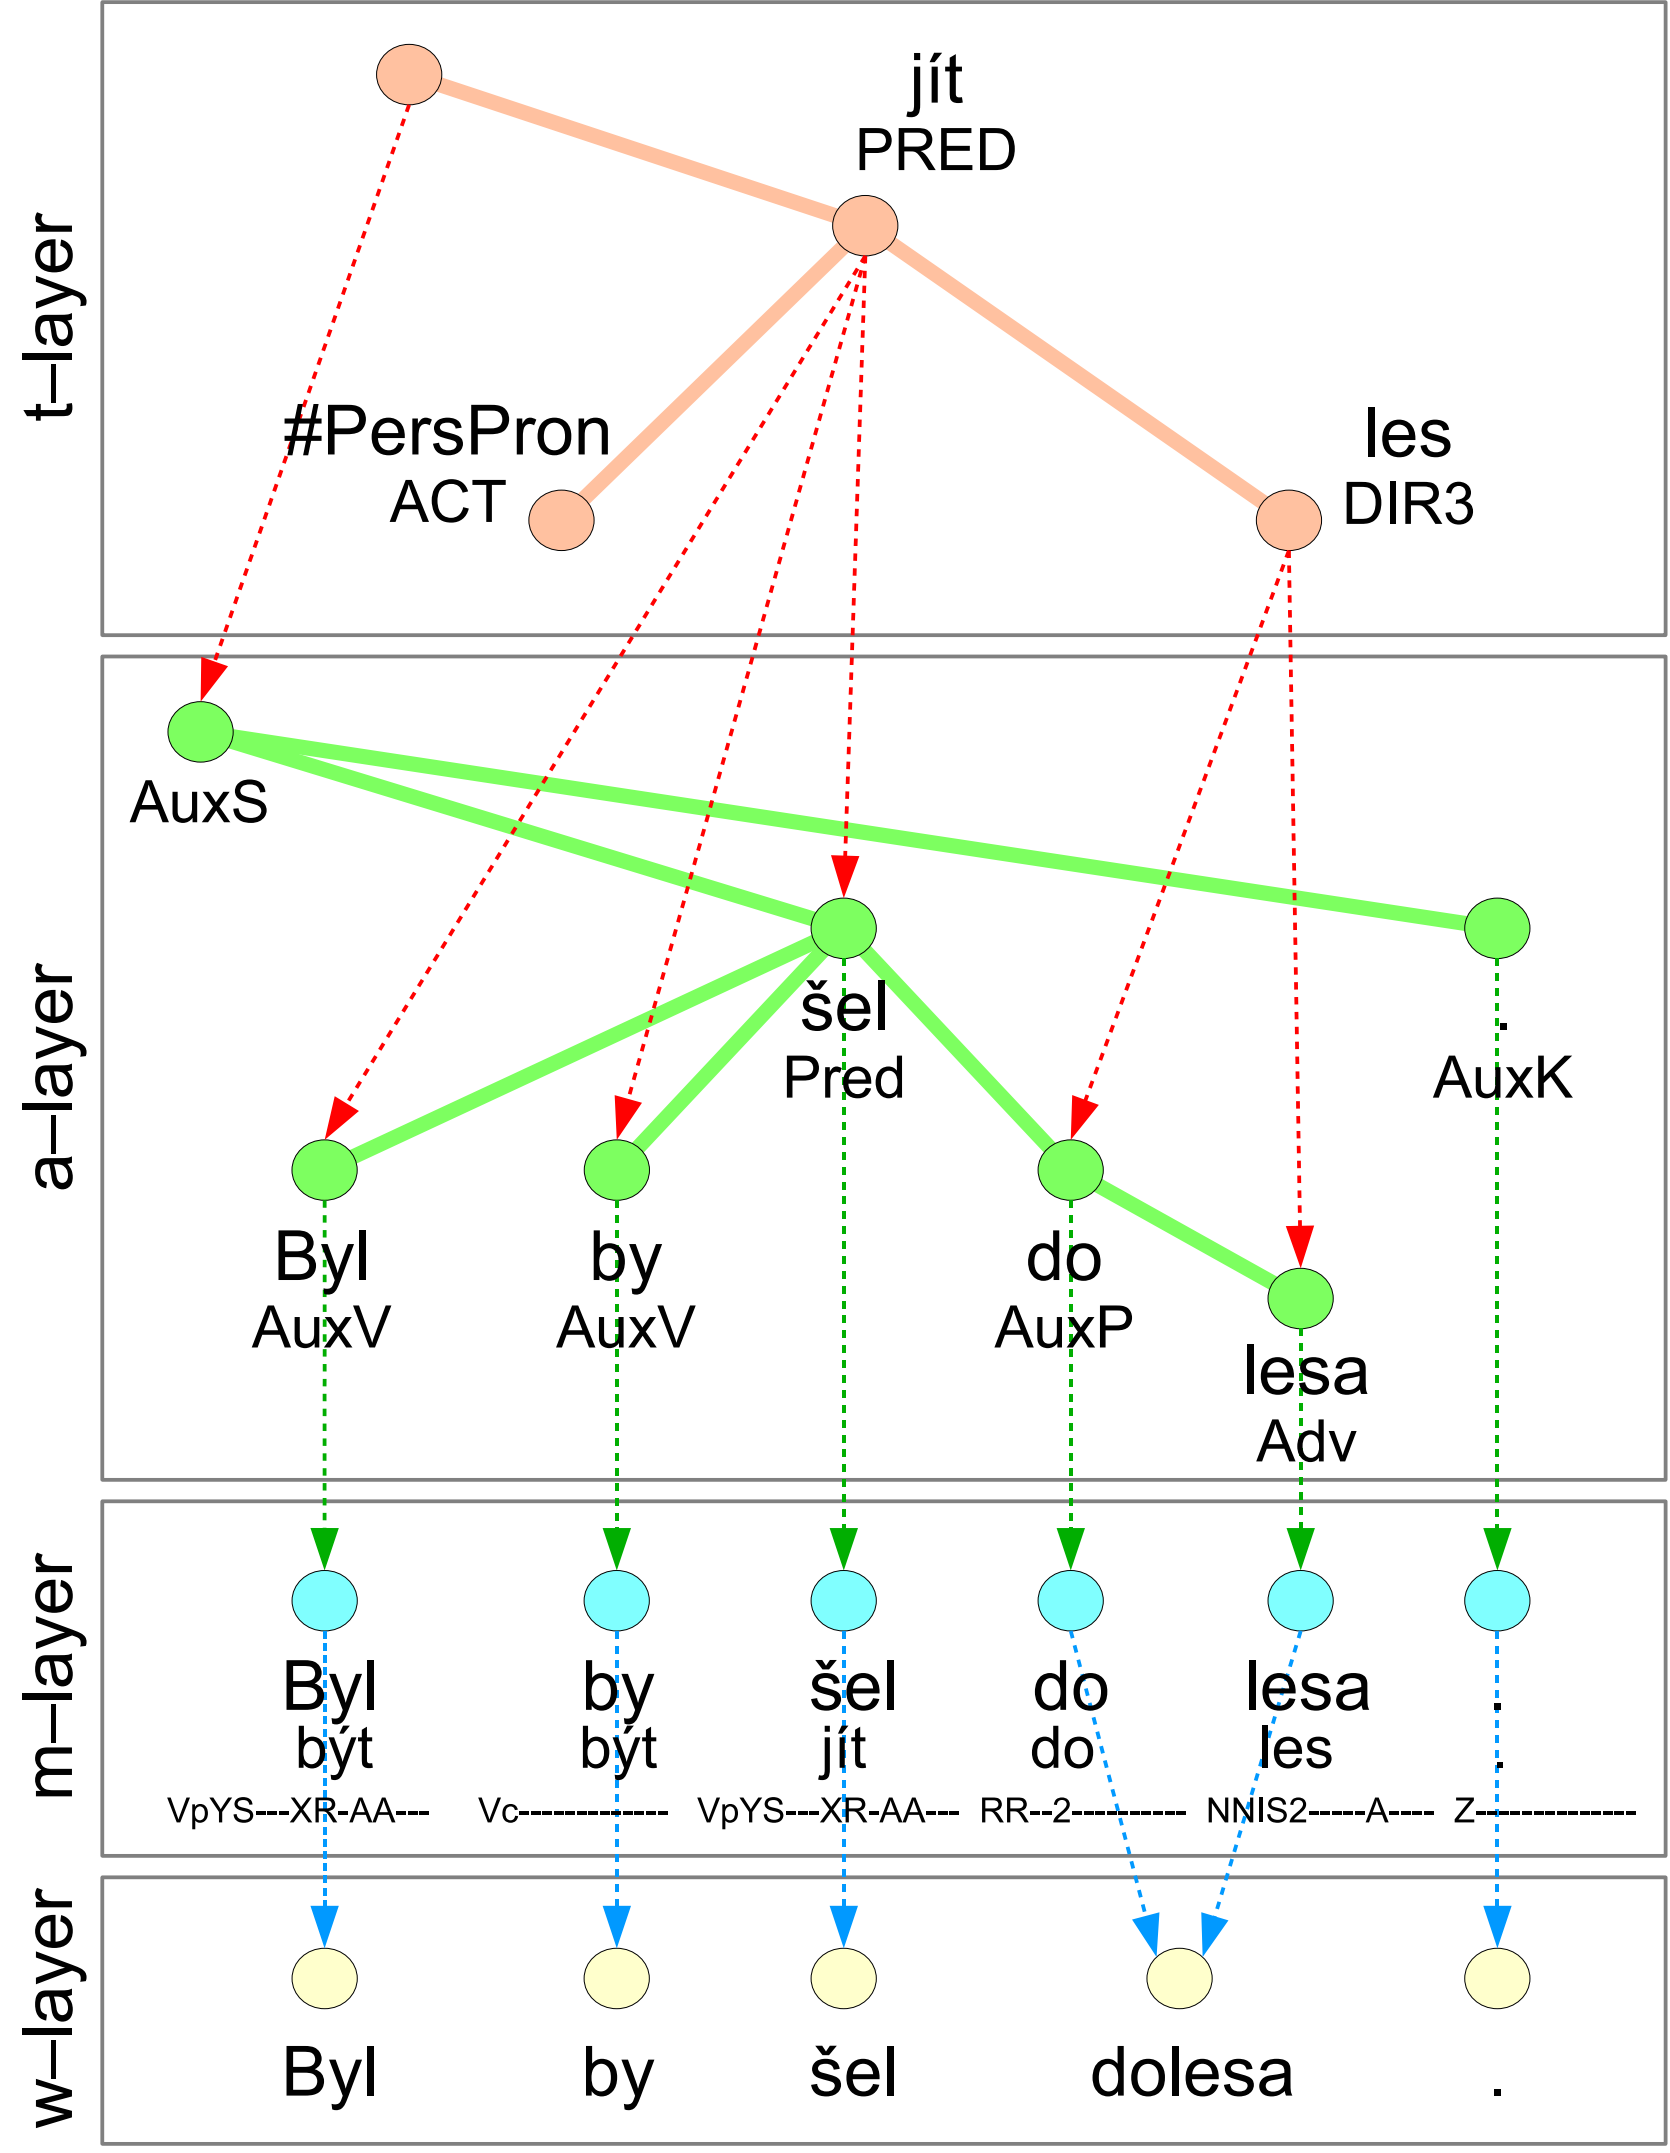 t–layer
jít
PRED
#PersPron
ACT
les
DIR3
a–layer
AuxS
šel
Pred
.
AuxK
Byl
AuxV
by
AuxV
do
AuxP
lesa
Adv
m–layer
Byl by šel do lesa .
být být jít do les .
VpYS---XR-AA--- Vc------------- VpYS---XR-AA--- RR--2---------- NNIS2-----A---- Z--------------
w–layer
Byl by šel dolesa .